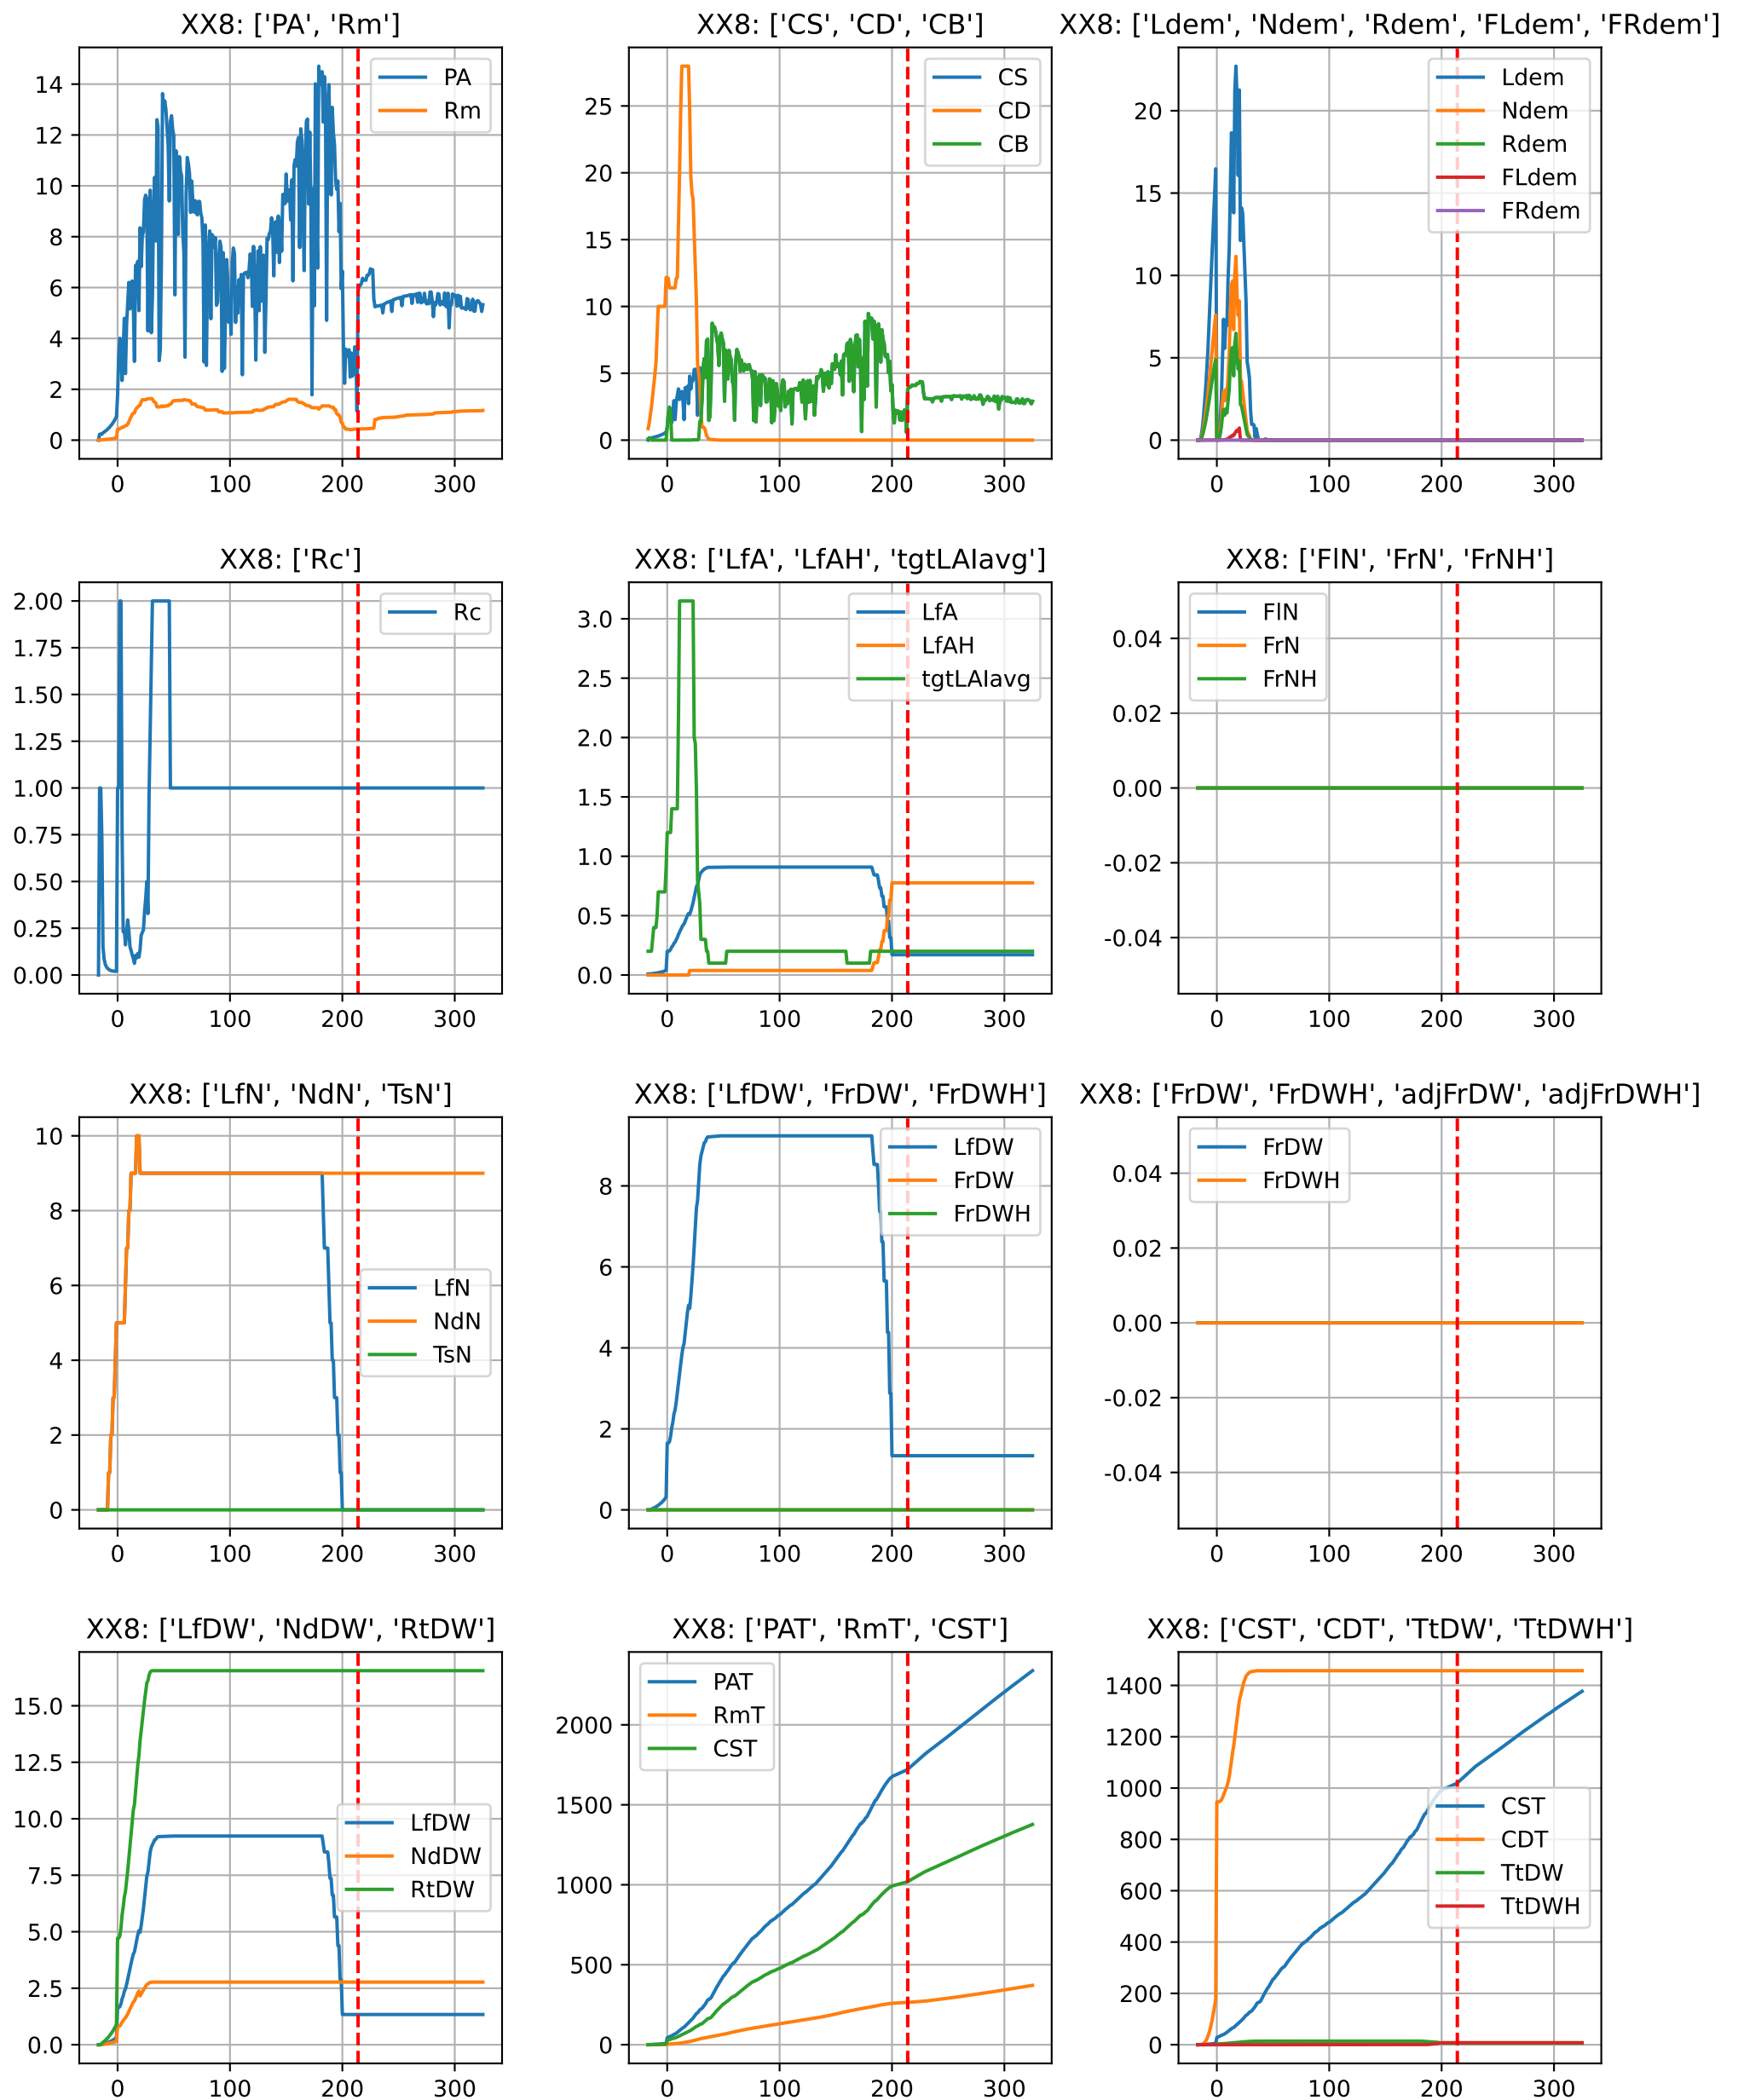 XX8: ['PA', 'Rm']
14
12
10
8
6
4
2
0
0 100 200 300
PA
Rm
XX8: ['CS', 'CD', 'CB']
25
20
15
10
5
0
0 100 200 300
CS
CD
CB
XX8: ['Ldem', 'Ndem', 'Rdem', 'FLdem', 'FRdem']
20
15
10
5
0
0 100 200 300
Ldem
Ndem
Rdem
FLdem
FRdem
XX8: ['Rc']
2.00
1.75
1.50
1.25
1.00
0.75
0.50
0.25
0.00
0 100 200 300
Rc
XX8: ['LfA', 'LfAH', 'tgtLAIavg']
3.0
2.5
2.0
1.5
1.0
0.5
0.0
0 100 200 300
LfA
LfAH
tgtLAIavg
XX8: ['FlN', 'FrN', 'FrNH']
0.04
0.02
0.00
-0.02
-0.04
0 100 200 300
FlN
FrN
FrNH
XX8: ['LfN', 'NdN', 'TsN']
10
8
6
4
2
0
0 100 200 300
LfN
NdN
TsN
XX8: ['LfDW', 'FrDW', 'FrDWH']
8
6
4
2
0
0 100 200 300
LfDW
FrDW
FrDWH
XX8: ['FrDW', 'FrDWH', 'adjFrDW', 'adjFrDWH']
0.04
0.02
0.00
-0.02
-0.04
0 100 200 300
FrDW
FrDWH
XX8: ['LfDW', 'NdDW', 'RtDW']
15.0
12.5
10.0
7.5
5.0
2.5
0.0
0 100 200 300
LfDW
NdDW
RtDW
XX8: ['PAT', 'RmT', 'CST']
2000
1500
1000
500
0
0 100 200 300
PAT
RmT
CST
XX8: ['CST', 'CDT', 'TtDW', 'TtDWH']
1400
1200
1000
800
600
400
200
0
0 100 200 300
CST
CDT
TtDW
TtDWH